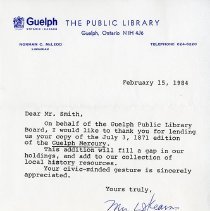 Guelph
ONTARIO CANADA
THE PUBLIC LIBRARY
Guelph, Ontario N1H 4J6
NORMAN C. McLEOD
LIBRARIAN
TELEPHONE 824-6220
February 15, 1984
Dear Mr. Smith,
On behalf of the Guelph Public Library
Board, I would like to thank you for lending
us your copy of the July 3, 1871 edition
of the Guelph Mercury.
This addition will fill a gap in our
holdings, and add to our collection of
local history resources.
Your civic-minded gesture is sincerely
appreciated.
Yours truly,